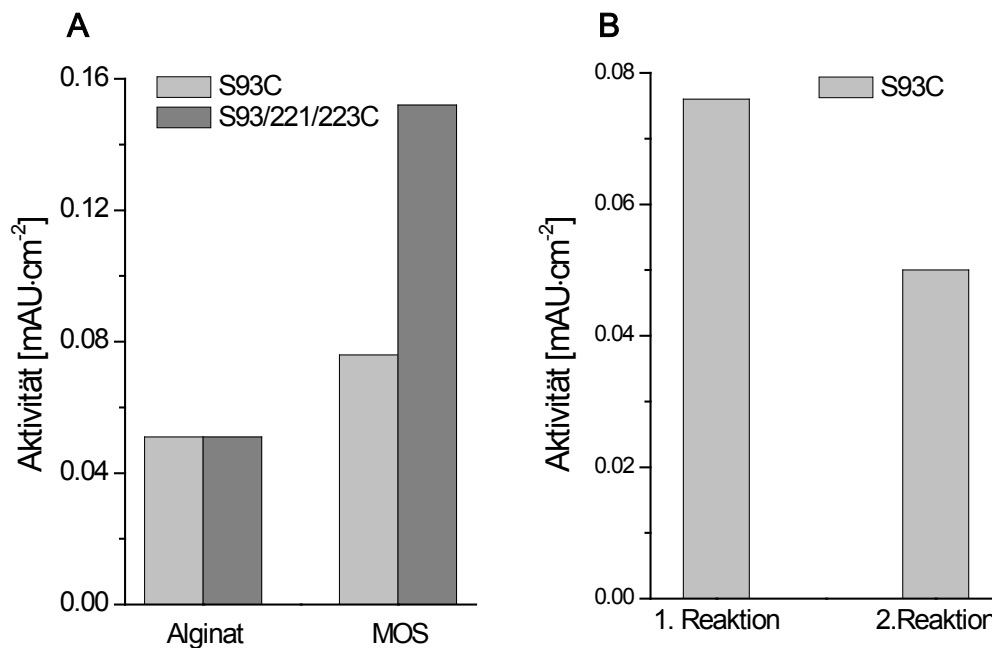 A
Aktivität [mAU·cm⁻²]
0.16
0.12
0.08
0.04
0.00
S93C
S93/221/223C
Alginat MOS
B
Aktivität [mAU·cm⁻²]
0.08
0.06
0.04
0.02
0.00
S93C
1. Reaktion 2.Reaktion